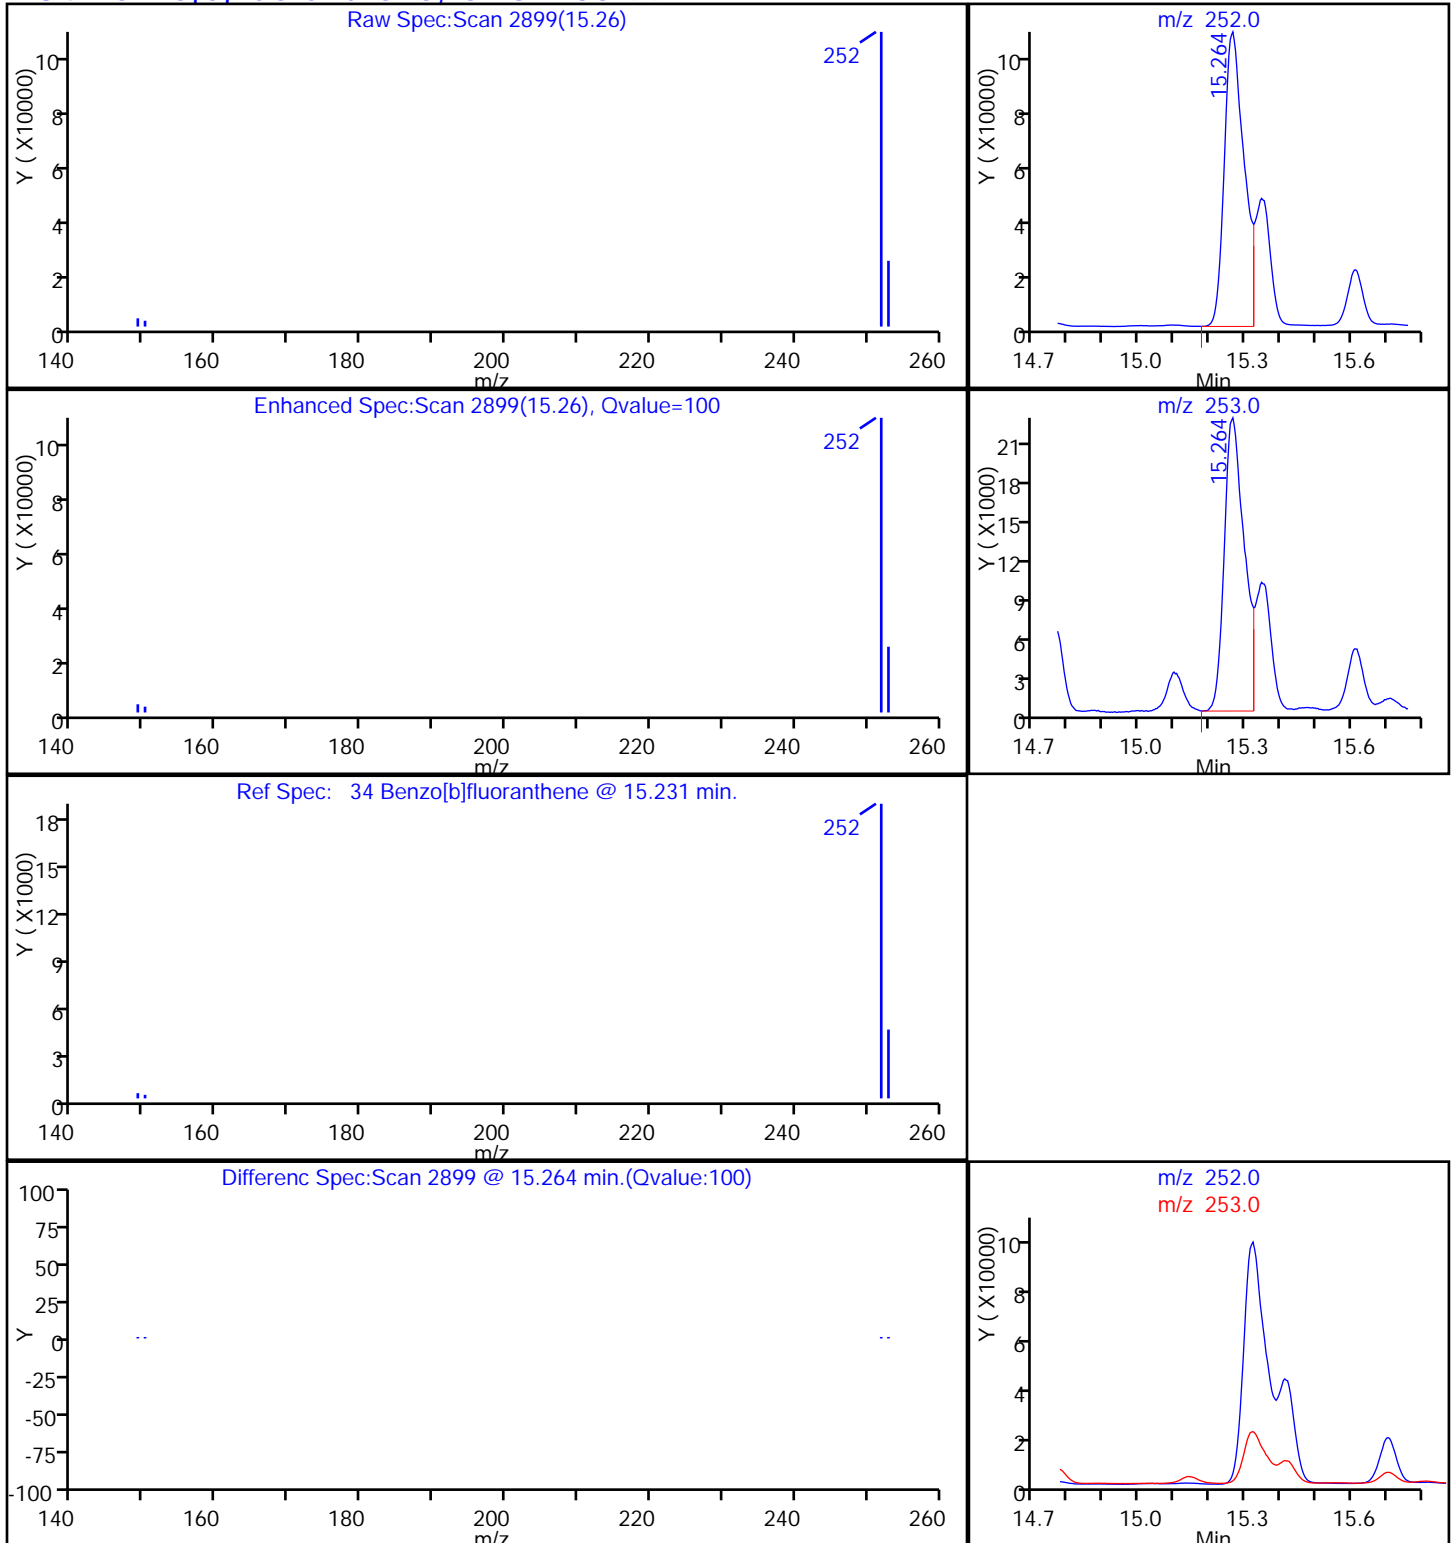 Raw Spec:Scan 2899(15.26)
252
Y ( X10000)
10
8
6
4
2
0
140 160 180 200 220 240 260
m/z
m/z 252.0
15.264
Y ( X10000)
10
8
6
4
2
0
14.7 15.0 15.3 15.6
Min
Enhanced Spec:Scan 2899(15.26), Qvalue=100
252
Y ( X10000)
10
8
6
4
2
0
140 160 180 200 220 240 260
m/z
m/z 253.0
15.264
Y ( X1000)
21
18
15
12
9
6
3
0
14.7 15.0 15.3 15.6
Min
Ref Spec: 34 Benzo[b]fluoranthene @ 15.231 min.
252
Y ( X1000)
18
15
12
9
6
3
0
140 160 180 200 220 240 260
m/z
Differenc Spec:Scan 2899 @ 15.264 min.(Qvalue:100)
Y
100
75
50
25
0
-25
-50
-75
-100
140 160 180 200 220 240 260
m/z
m/z 252.0
m/z 253.0
Y ( X10000)
10
8
6
4
2
0
14.7 15.0 15.3 15.6
Min